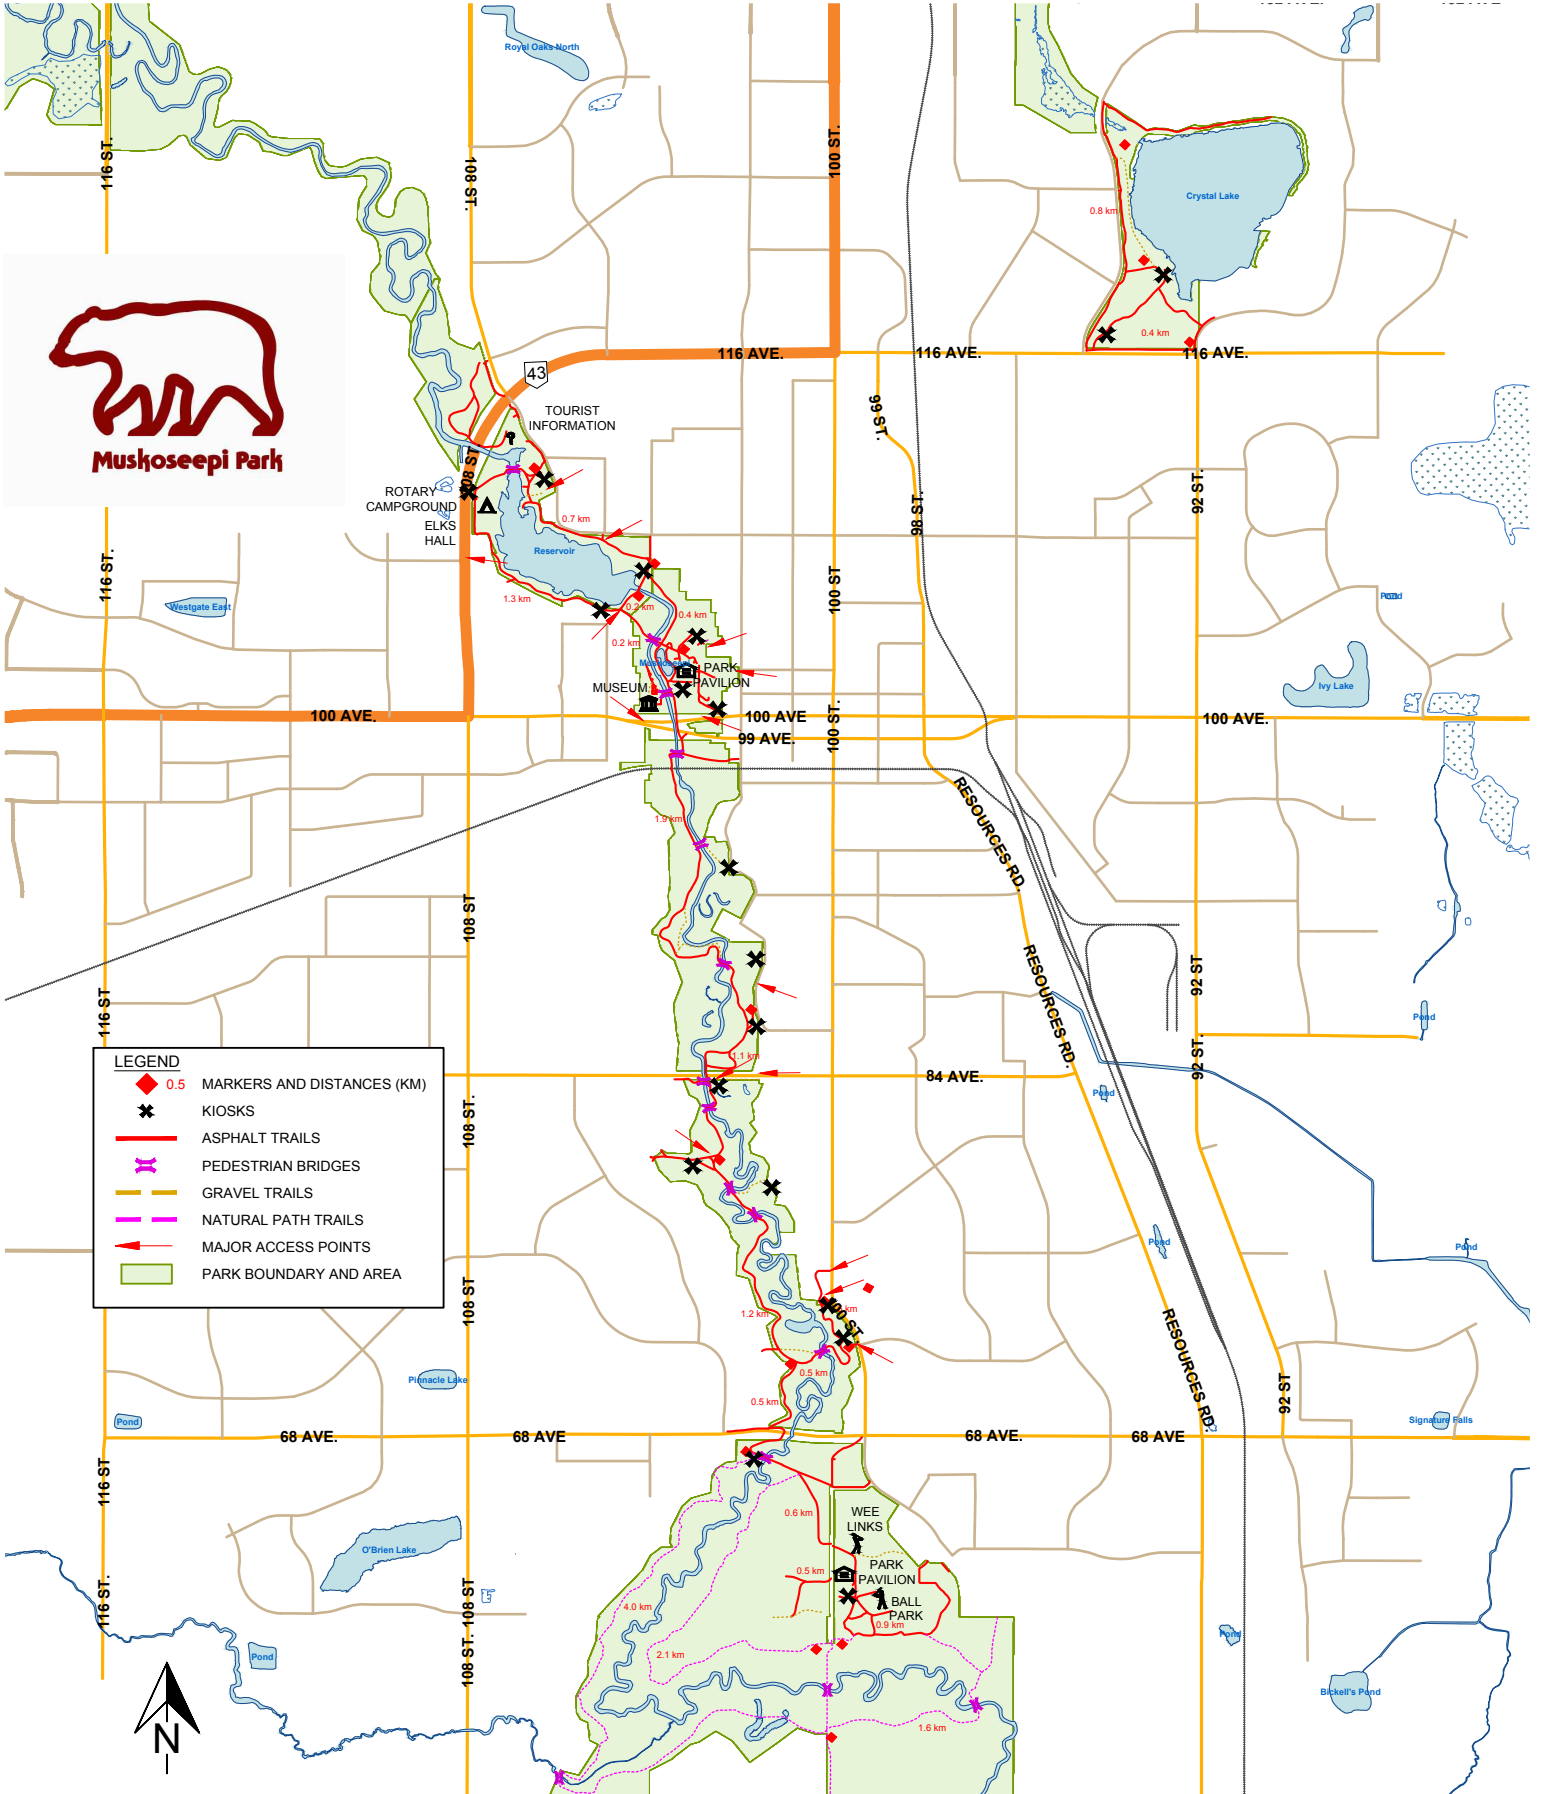 Royal Oaks North
116 ST.
108 ST.
100 ST.
Crystal Lake
0.8 km
0.4 km
Muskoseepi Park
43
116 AVE.
116 AVE.
116 AVE.
99 ST.
TOURIST
INFORMATION
108 ST.
ROTARY
CAMPGROUND
ELKS
HALL
0.7 km
Reservoir
98 ST.
92 ST.
116 ST.
100 ST
Westgate East
1.3 km
0.2 km
0.4 km
0.2 km
Pond
PARK
PAVILION
MUSEUM
Ivy Lake
100 AVE.
100 AVE
100 ST.
100 AVE.
99 AVE.
RESOURCES RD.
1.9 km
108 ST
RESOURCES RD.
92 ST
116 ST
Pond
1.1 km
92 ST.
84 AVE.
Pond
108 ST.
LEGEND
0.5 MARKERS AND DISTANCES (KM)
KIOSKS
ASPHALT TRAILS
PEDESTRIAN BRIDGES
GRAVEL TRAILS
NATURAL PATH TRAILS
MAJOR ACCESS POINTS
PARK BOUNDARY AND AREA
Pond
Pond
108 ST
1.2 km
km
100 ST
RESOURCES RD.
0.5 km
0.5 km
Pinnacle Lake
92 ST
Pond
Signature Falls
68 AVE.
68 AVE
68 AVE.
68 AVE
116 ST
0.6 km
WEE
LINKS
O'Brien Lake
0.5 km
PARK
PAVILION
BALL
PARK
0.9 km
116 ST.
108 ST
4.0 km
2.1 km
Pond
Pond
108 ST.
Bickell's Pond
1.6 km
N